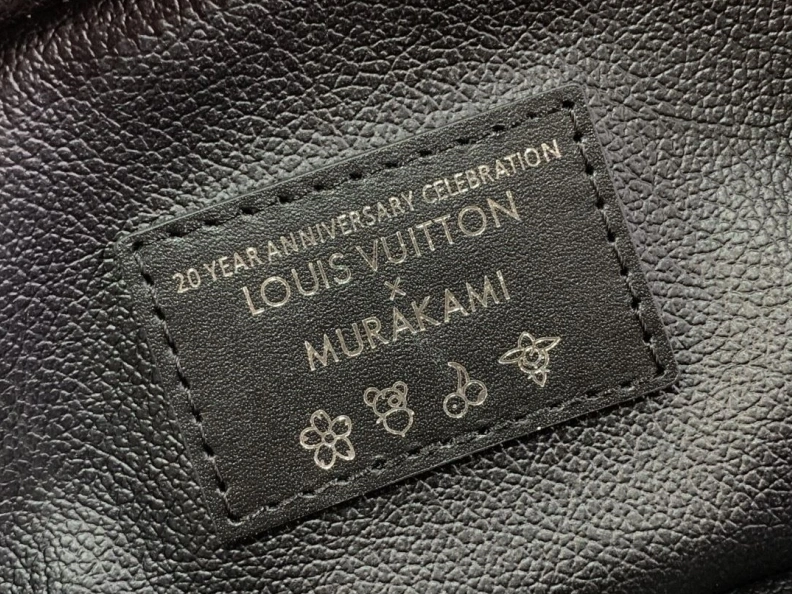 20 YEAR ANNIVERSARY CELEBRATION
LOUIS VUITTON
×
MURAKAMI